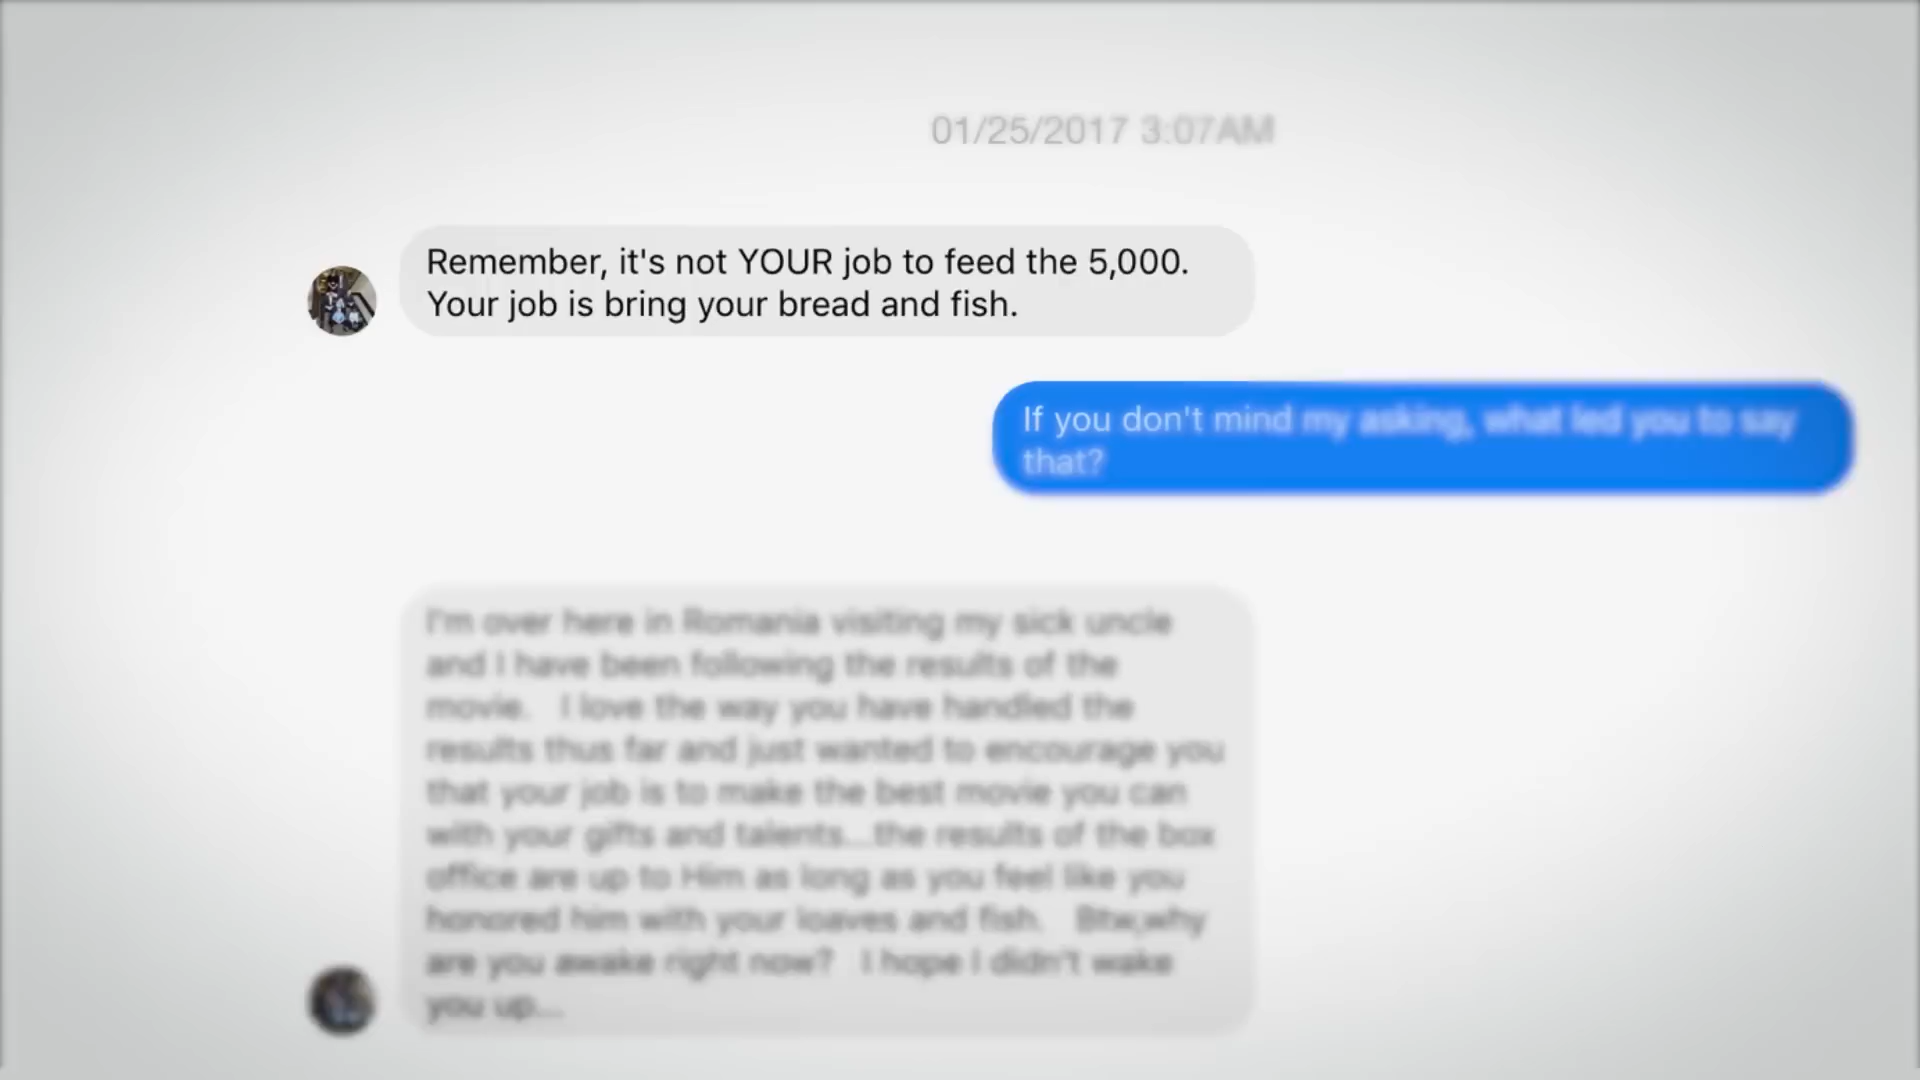 01/25/2017 3:07AM
Remember, it's not YOUR job to feed the 5,000.
Your job is bring your bread and fish.
If you don't mind my asking, what led you to say
that?
I'm over here in Romania visiting my sick uncle
and I have been following the results of the
movie. I love the way you have handled the
results thus far and just wanted to encourage you
that your job is to make the best movie you can
with your gifts and talents...the results of the box
office are up to Him as long as you feel like you
honored him with your loaves and fish. Btw,why
are you awake right now? I hope I didn't wake
you up...